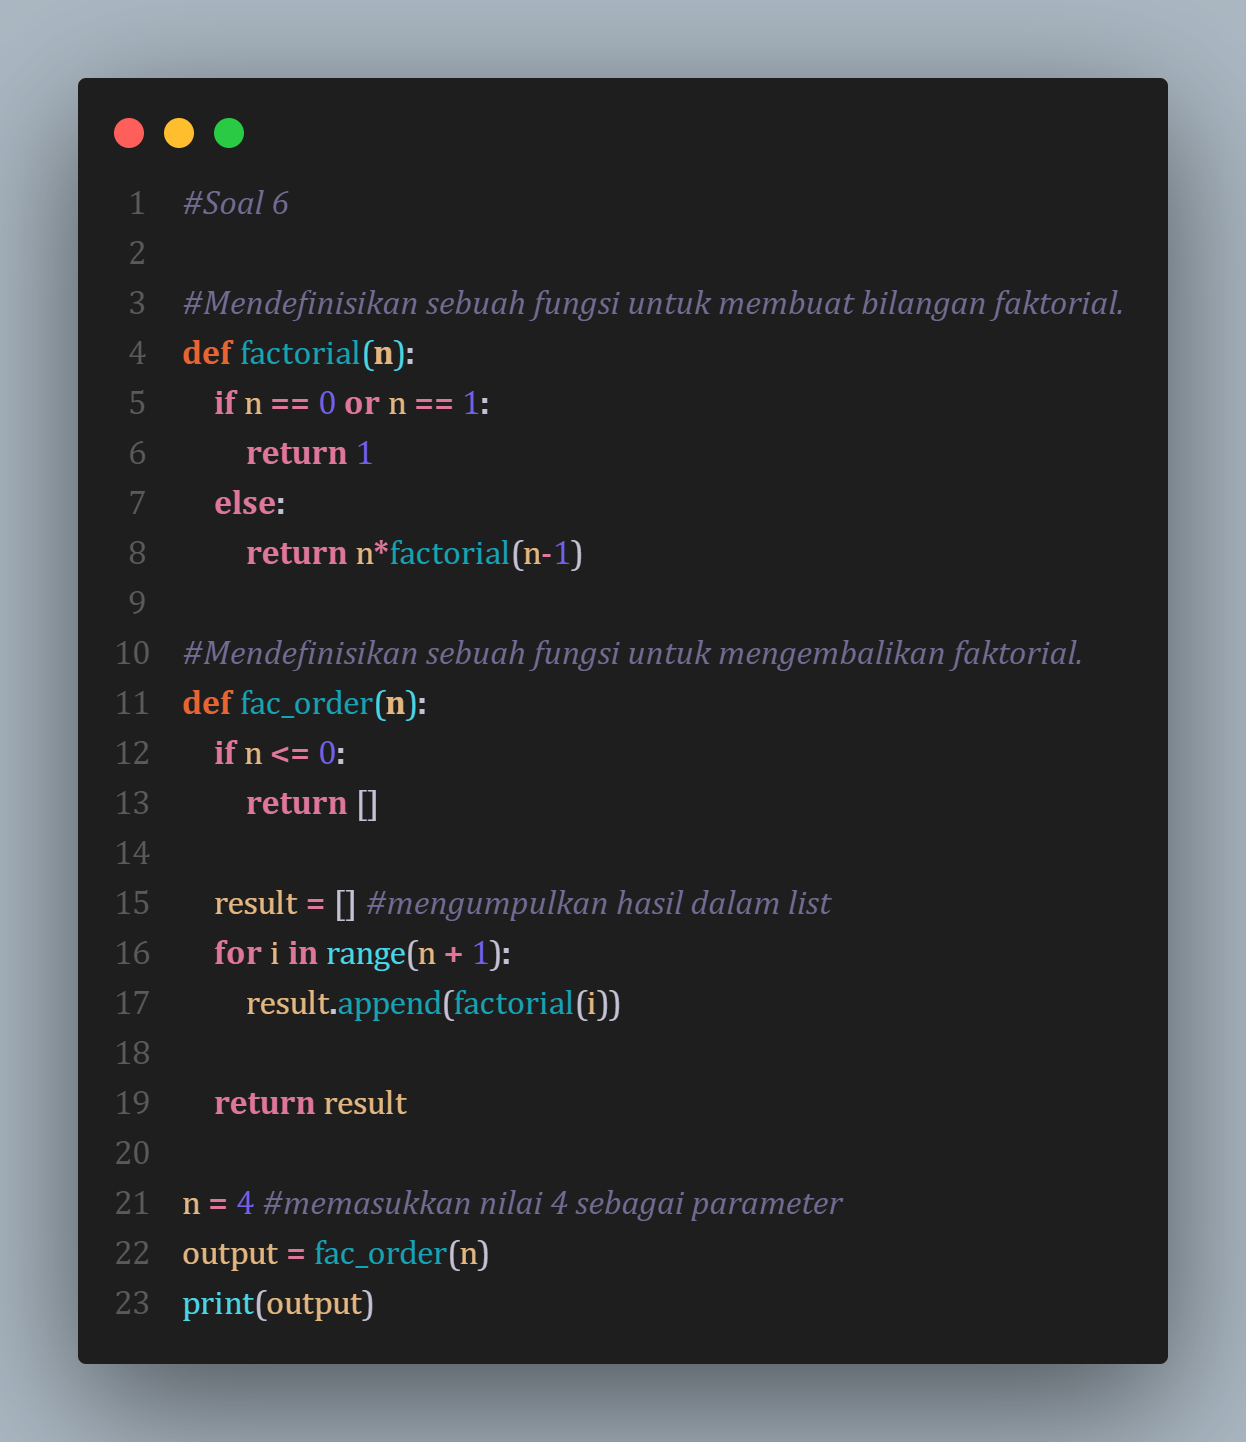 1 #Soal 6
2
3 #Mendefinisikan sebuah fungsi untuk membuat bilangan faktorial.
4 def factorial(n):
5     if n == 0 or n == 1:
6         return 1
7     else:
8         return n*factorial(n-1)
9
10 #Mendefinisikan sebuah fungsi untuk mengembalikan faktorial.
11 def fac_order(n):
12     if n <= 0:
13         return []
14
15     result = [] #mengumpulkan hasil dalam list
16     for i in range(n + 1):
17         result.append(factorial(i))
18
19     return result
20
21 n = 4 #memasukkan nilai 4 sebagai parameter
22 output = fac_order(n)
23 print(output)